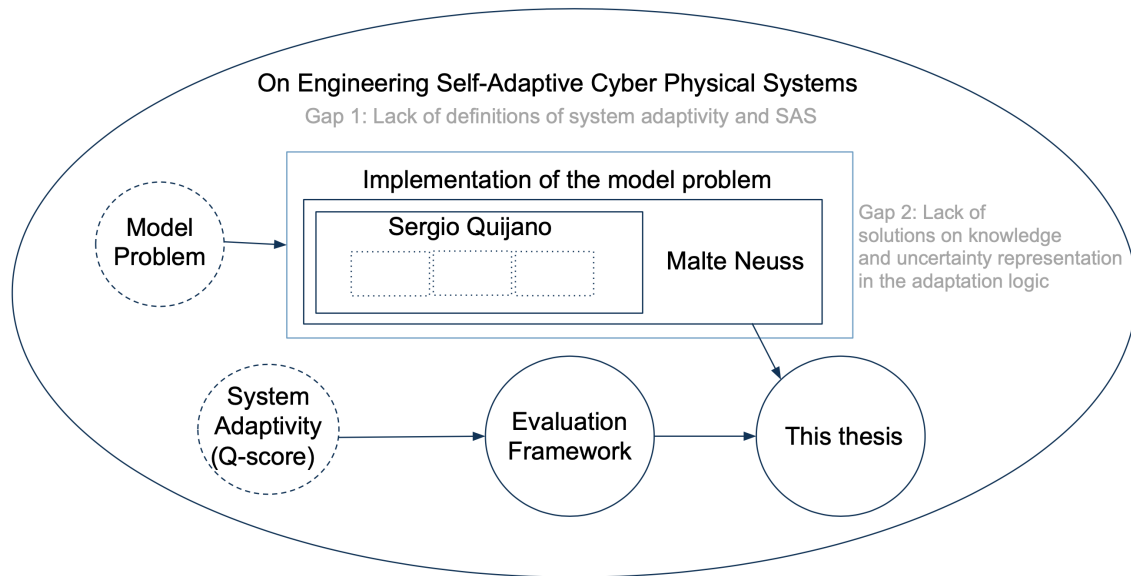 On Engineering Self-Adaptive Cyber Physical Systems
Gap 1: Lack of definitions of system adaptivity and SAS
Implementation of the model problem
Sergio Quijano
Malte Neuss
Model
Problem
Gap 2: Lack of
solutions on knowledge
and uncertainty representation
in the adaptation logic
System
Adaptivity
(Q-score)
Evaluation
Framework
This thesis